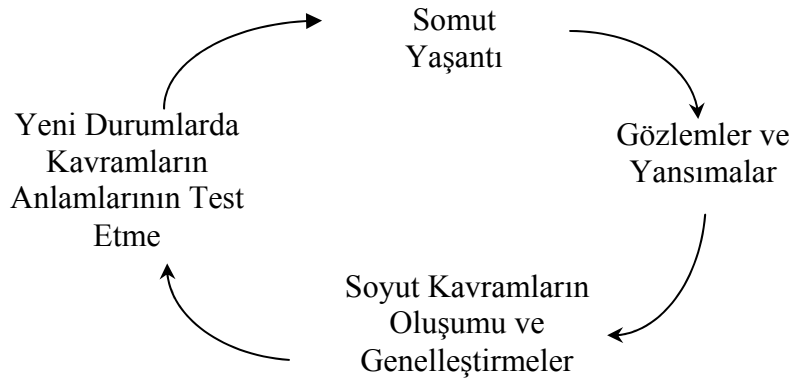 Somut
Yaşantı
Gözlemler ve
Yansımalar
Soyut Kavramların
Oluşumu ve
Genelleştirmeler
Yeni Durumlarda
Kavramların
Anlamlarının Test
Etme